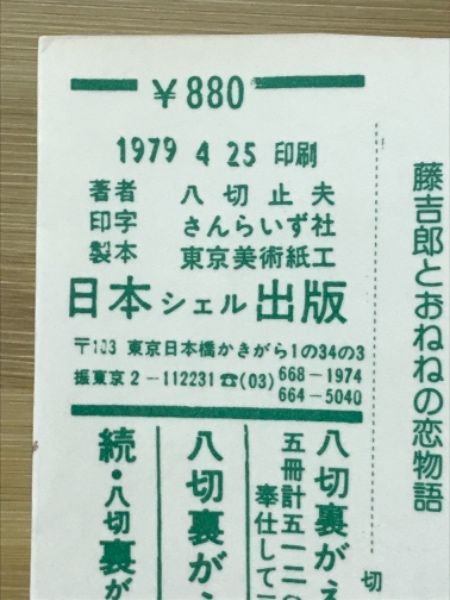 ￥880
1979 4 25 印刷
著者 八切止夫
印字 さんらいず社
製本 東京美術紙工
日本シェル出版
〒103 東京日本橋かきがら1の34の3
振東京2－112231☎(03) 668－1974
664－5040
藤吉郎とおねねの恋物語
切
八切裏がえ
五冊計五一二〇
奉仕して
八切裏が
続・八切裏が